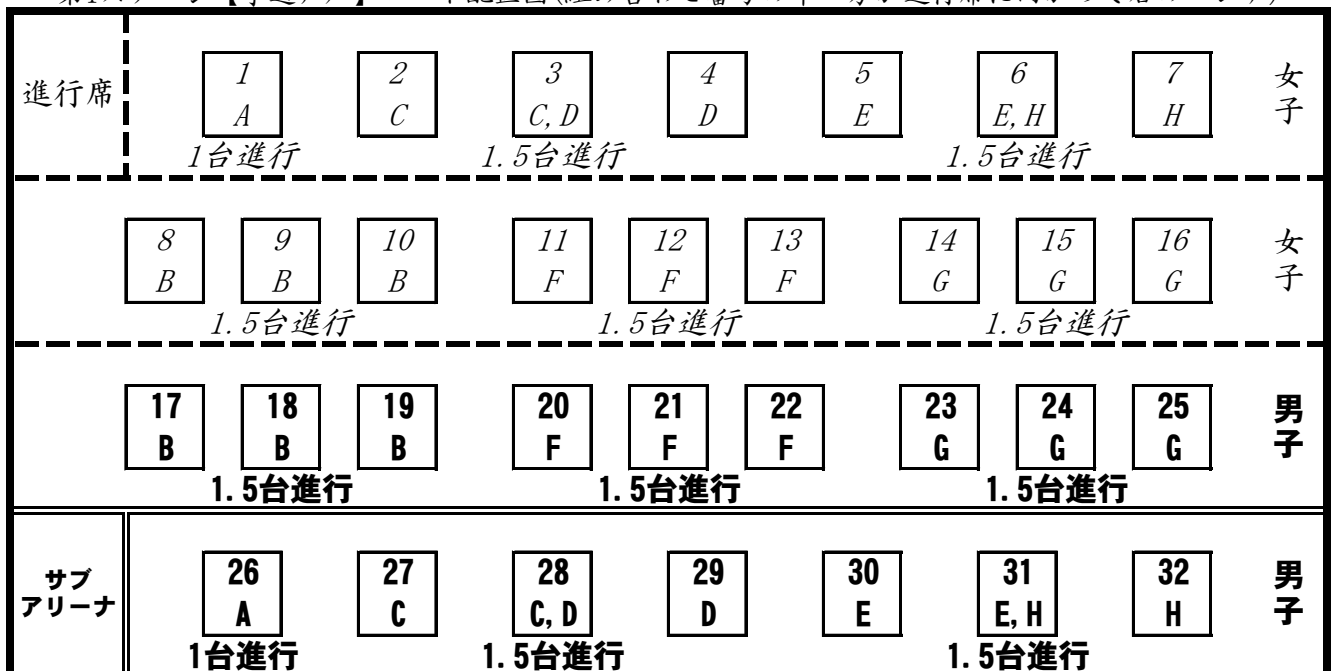 1 2 3 4 5 6 7
進行席 女子
A C C,D D E E,H H
1台進行 1.5台進行 1.5台進行
8 9 10 11 12 13 14 15 16
女子
B B B F F F G G G
1.5台進行 1.5台進行 1.5台進行
17 18 19 20 21 22 23 24 25
男子
B B B F F F G G G
1.5台進行 1.5台進行 1.5台進行
26 27 28 29 30 31 32
サブ
アリーナ 男子
A C C,D D E E,H H
1台進行 1.5台進行 1.5台進行